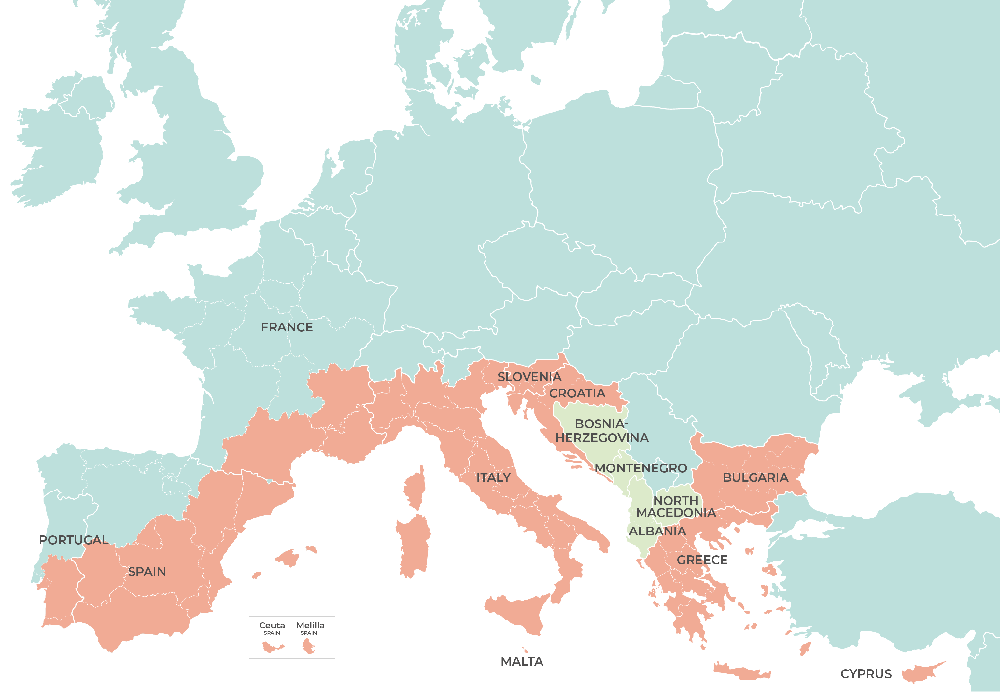 FRANCE
SLOVENIA
CROATIA
BOSNIA-
HERZEGOVINA
MONTENEGRO
ITALY
BULGARIA
NORTH
MACEDONIA
ALBANIA
PORTUGAL
GREECE
SPAIN
Ceuta
SPAIN
Melilla
SPAIN
MALTA
CYPRUS